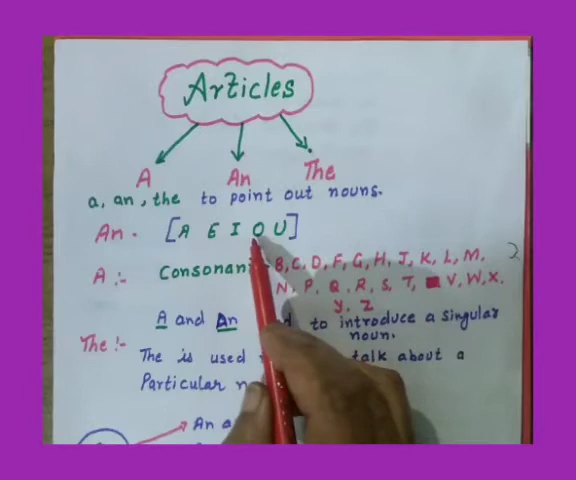 Articles
A An The
a, an, the to point out nouns.
An - [A E I O U]
A :- Consonan B, C, D, F, G, H, J, K, L, M.
N, P, Q, R, S, T, V, W, X.
Y, Z
A and An to introduce a singular
noun.
The :-
The is used talk about a
Particular
An